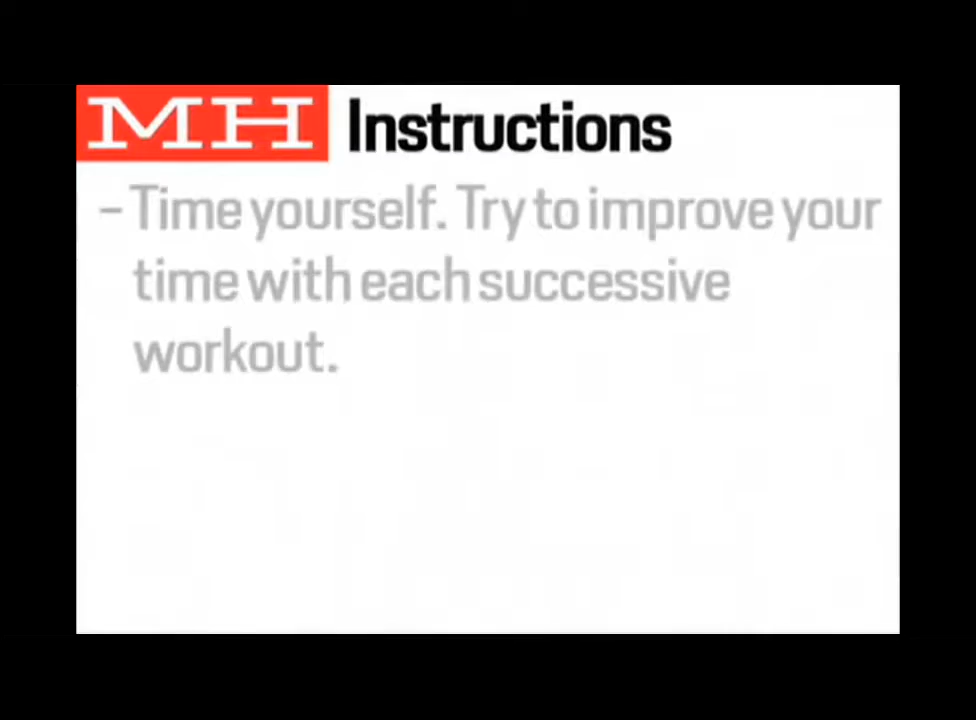 MH Instructions
– Time yourself. Try to improve your
time with each successive
workout.